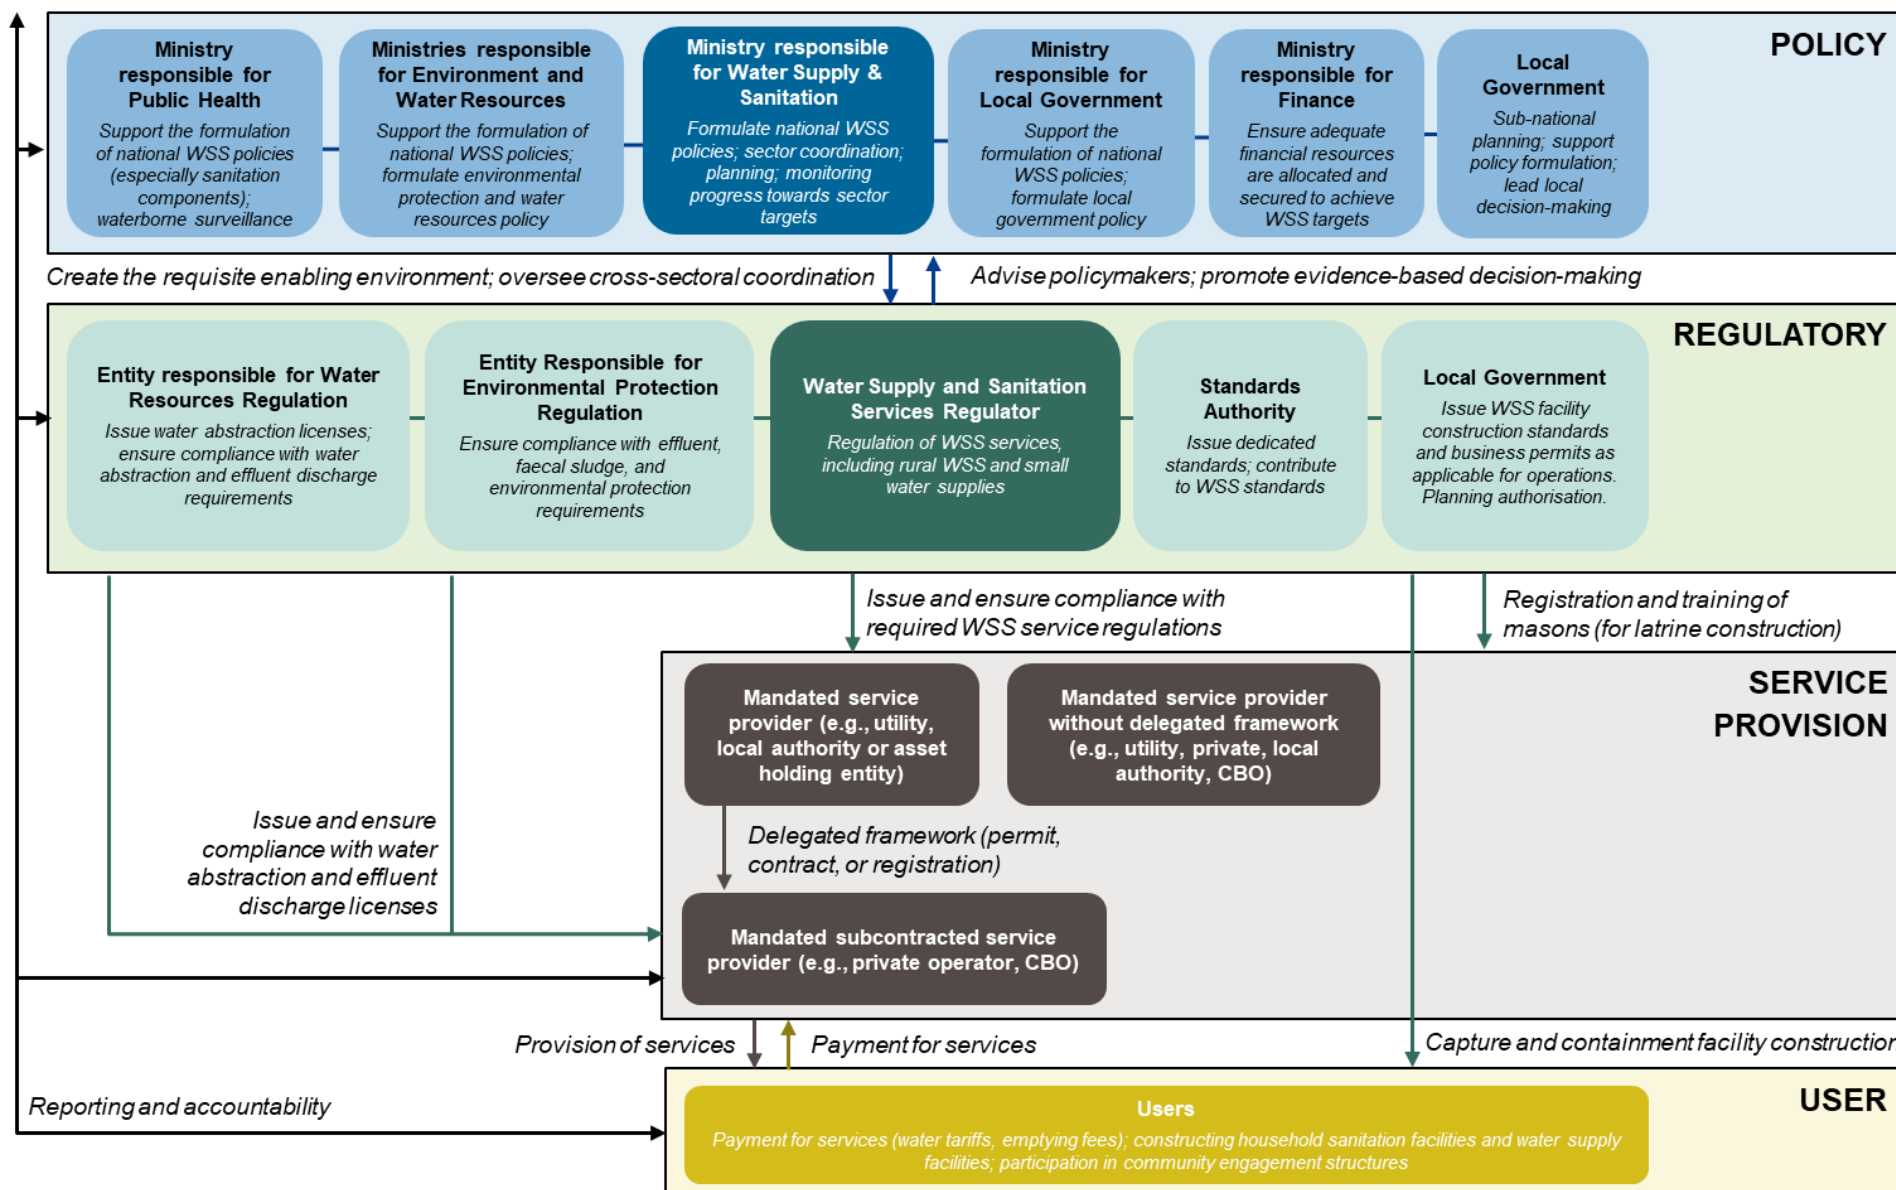 POLICY
Ministry
responsible for
Public Health
Support the formulation
of national WSS policies
(especially sanitation
components);
waterborne surveillance
Ministries responsible
for Environment and
Water Resources
Support the formulation of
national WSS policies;
formulate environmental
protection and water
resources policy
Ministry responsible
for Water Supply &
Sanitation
Formulate national WSS
policies; sector coordination;
planning; monitoring
progress towards sector
targets
Ministry
responsible for
Local Government
Support the
formulation of national
WSS policies;
formulate local
government policy
Ministry
responsible for
Finance
Ensure adequate
financial resources
are allocated and
secured to achieve
WSS targets
Local
Government
Sub-national
planning; support
policy formulation;
lead local
decision-making
Create the requisite enabling environment; oversee cross-sectoral coordination
Advise policymakers; promote evidence-based decision-making
REGULATORY
Entity responsible for Water
Resources Regulation
Issue water abstraction licenses;
ensure compliance with water
abstraction and effluent discharge
requirements
Entity Responsible for
Environmental Protection
Regulation
Ensure compliance with effluent,
faecal sludge, and
environmental protection
requirements
Water Supply and Sanitation
Services Regulator
Regulation of WSS services,
including rural WSS and small
water supplies
Standards
Authority
Issue dedicated
standards; contribute
to WSS standards
Local Government
Issue WSS facility
construction standards
and business permits as
applicable for operations.
Planning authorisation.
Issue and ensure compliance with
required WSS service regulations
Registration and training of
masons (for latrine construction)
SERVICE
PROVISION
Mandated service
provider (e.g., utility,
local authority or asset
holding entity)
Mandated service provider
without delegated framework
(e.g., utility, private, local
authority, CBO)
Issue and ensure
compliance with water
abstraction and effluent
discharge licenses
Delegated framework (permit,
contract, or registration)
Mandated subcontracted service
provider (e.g., private operator, CBO)
Provision of services
Payment for services
Capture and containment facility construction
Reporting and accountability
USER
Users
Payment for services (water tariffs, emptying fees); constructing household sanitation facilities and water supply
facilities; participation in community engagement structures